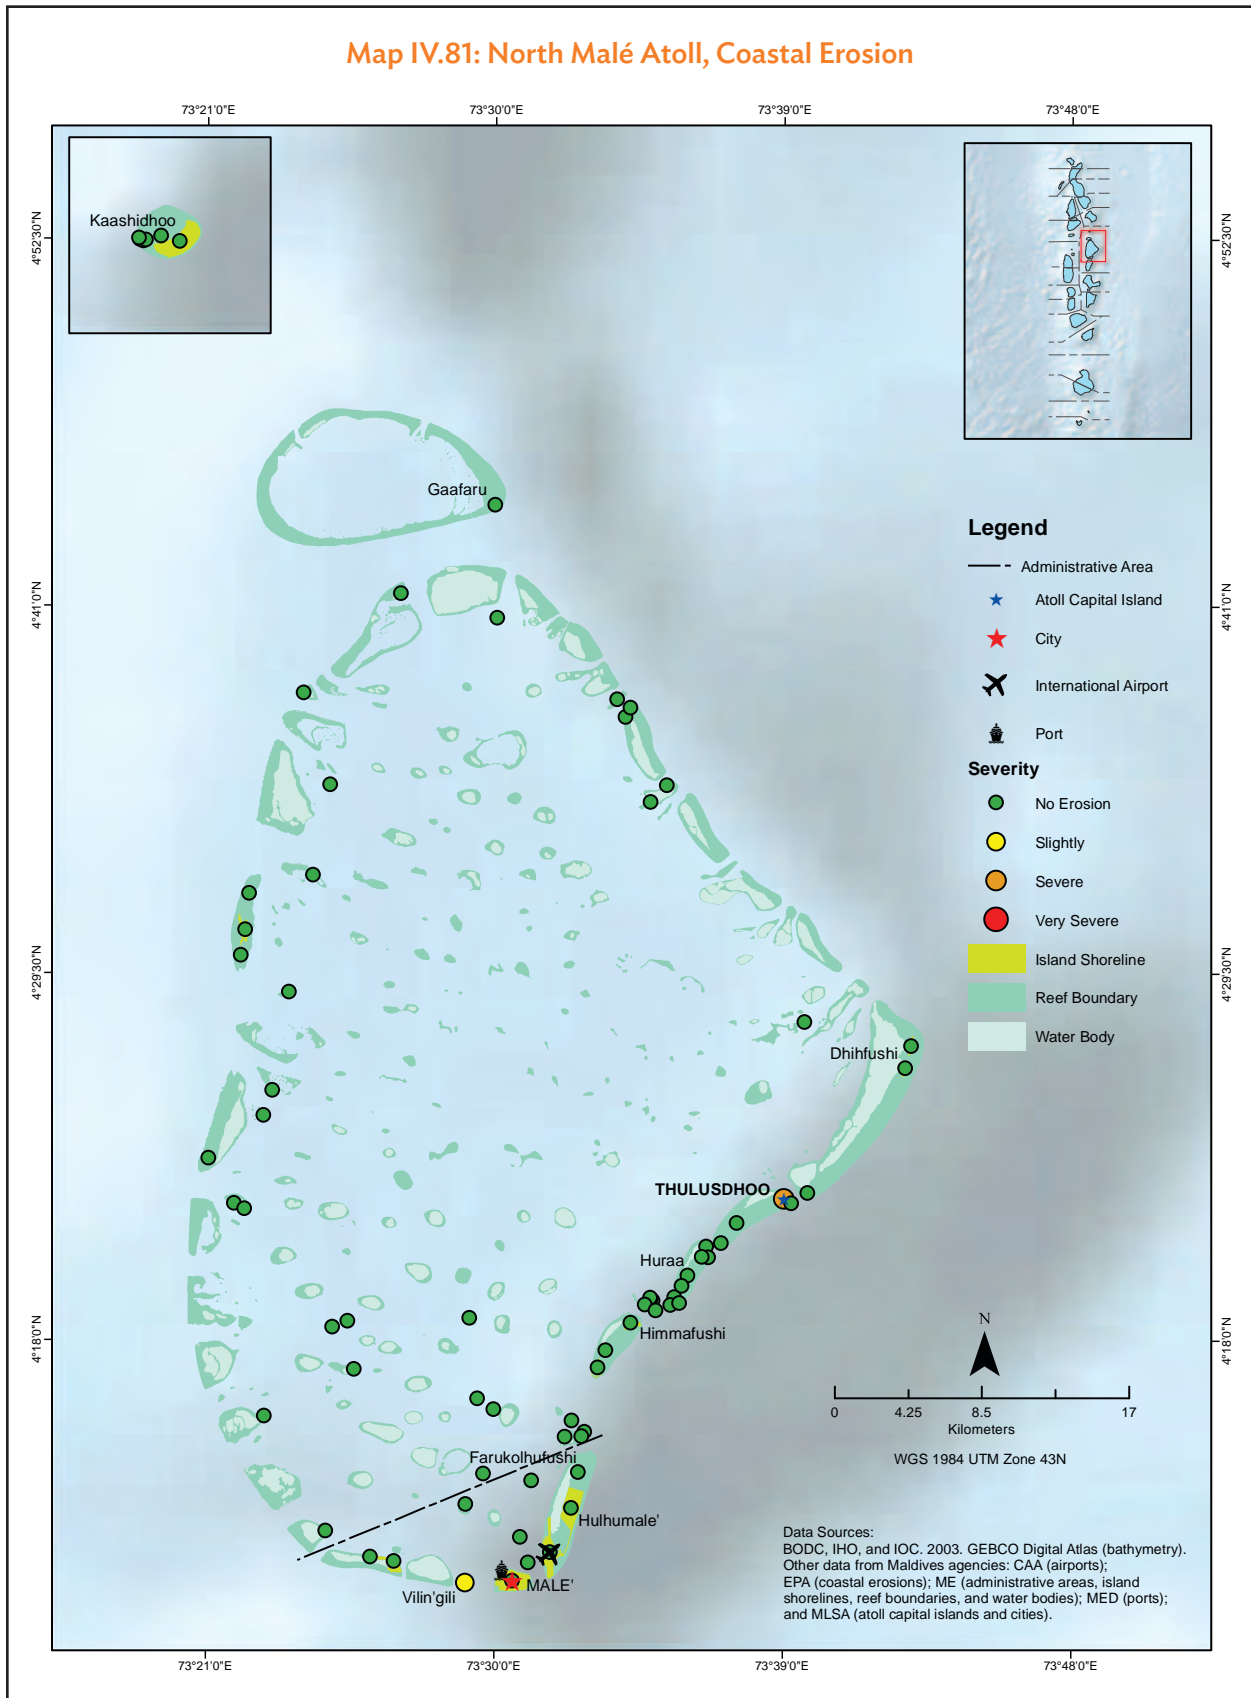 Map IV.81: North Malé Atoll, Coastal Erosion
73°21'0"E
73°30'0"E
73°39'0"E
73°48'0"E
4°52'30"N
4°52'30"N
Kaashidhoo
Gaafaru
4°41'0"N
4°41'0"N
Legend
Administrative Area
Atoll Capital Island
City
International Airport
Port
Severity
No Erosion
Slightly
Severe
Very Severe
Island Shoreline
Reef Boundary
Water Body
4°29'30"N
4°29'30"N
Dhihfushi
THULUSDHOO
Huraa
Himmafushi
4°18'0"N
4°18'0"N
N
0 4.25 8.5 17
Kilometers
WGS 1984 UTM Zone 43N
Farukolhufushi
Hulhumale'
Vilin'gili
MALE'
Data Sources:
BODC, IHO, and IOC. 2003. GEBCO Digital Atlas (bathymetry).
Other data from Maldives agencies: CAA (airports);
EPA (coastal erosions); ME (administrative areas, island
shorelines, reef boundaries, and water bodies); MED (ports);
and MLSA (atoll capital islands and cities).
73°21'0"E
73°30'0"E
73°39'0"E
73°48'0"E